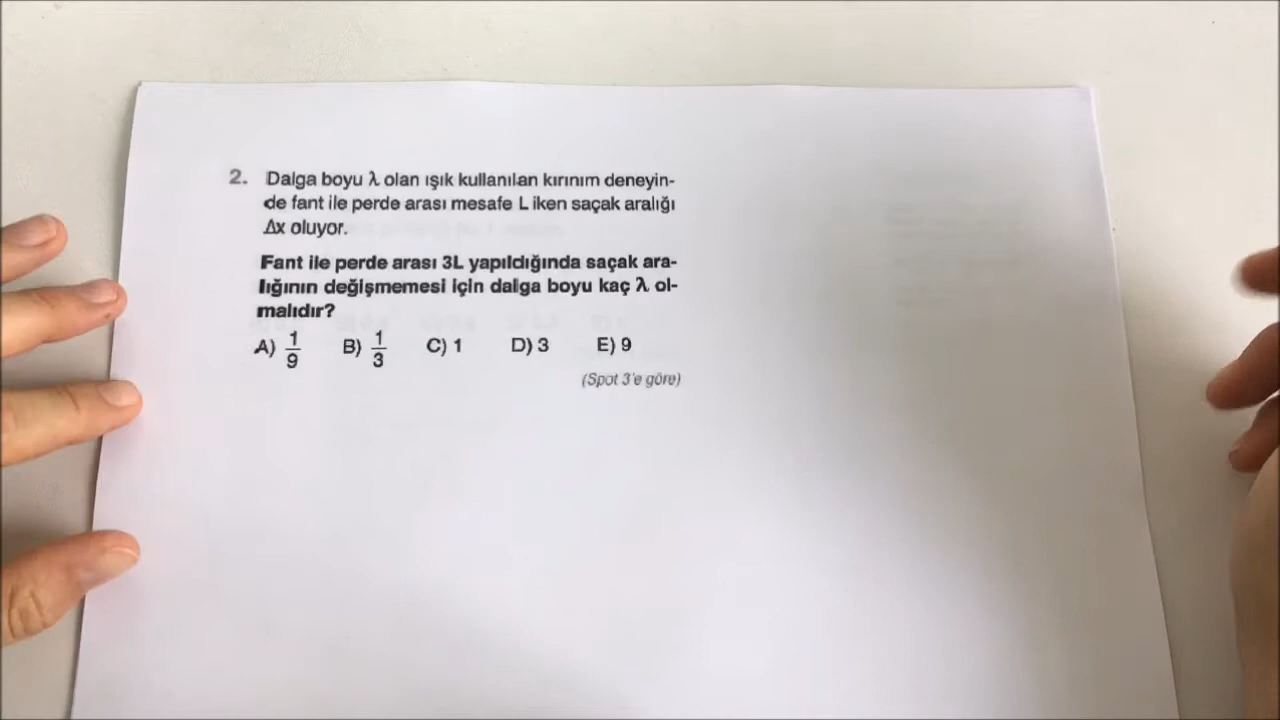 2. Dalga boyu λ olan ışık kullanılan kırınım deneyin-
de fant ile perde arası mesafe L iken saçak aralığı
Δx oluyor.
Fant ile perde arası 3L yapıldığında saçak ara-
lığının değişmemesi için dalga boyu kaç λ ol-
malıdır?
A) 1/9 B) 1/3 C) 1 D) 3 E) 9
(Spot 3'e göre)